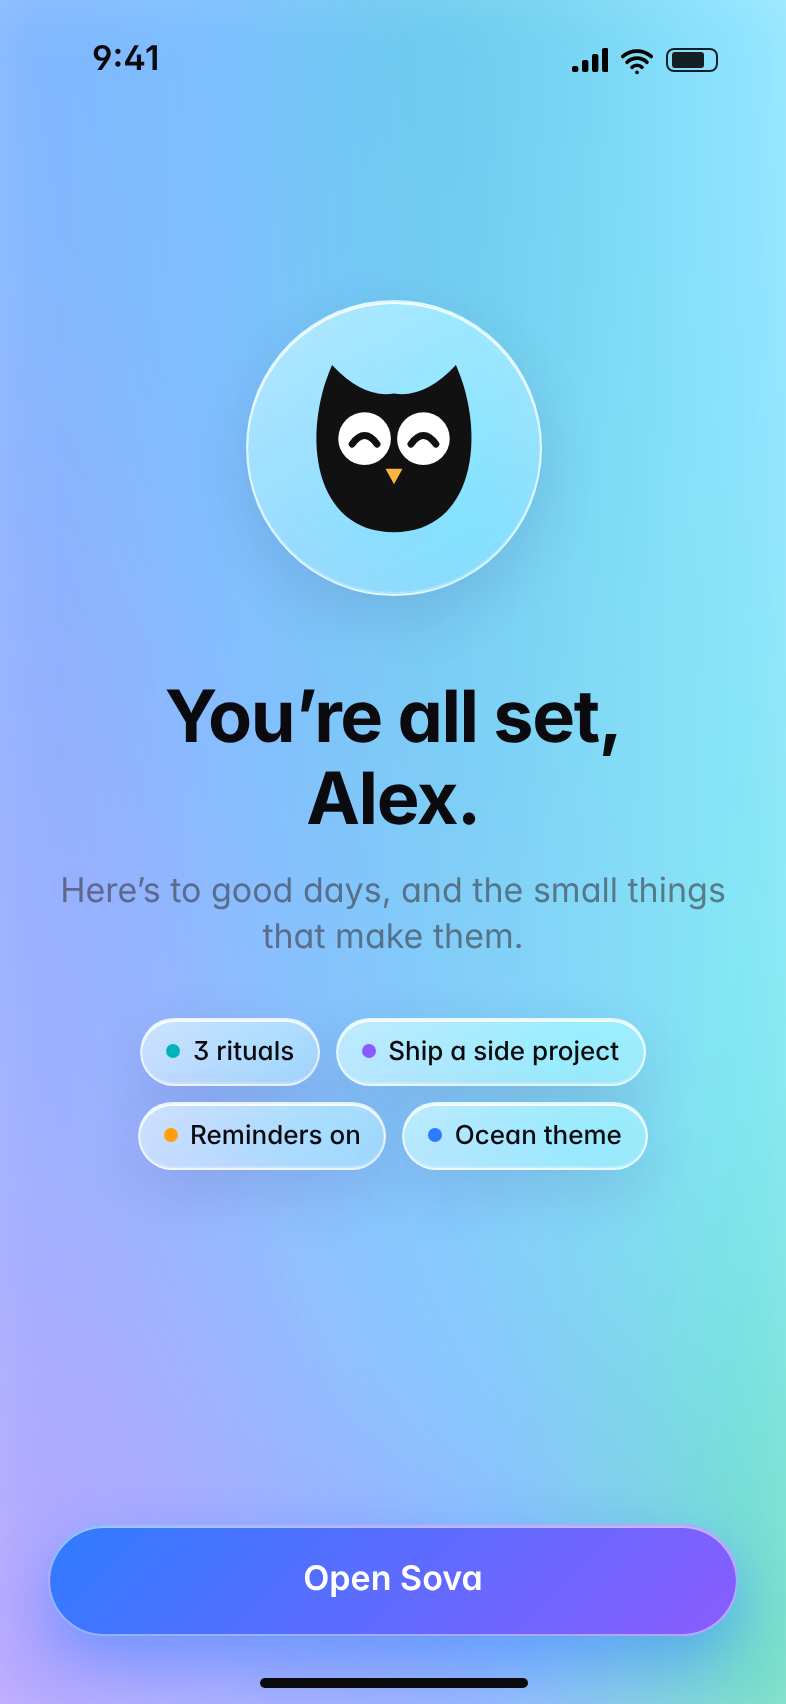 9:41
You’re all set,
Alex.
Here’s to good days, and the small things
that make them.
3 rituals
Ship a side project
Reminders on
Ocean theme
Open Sova